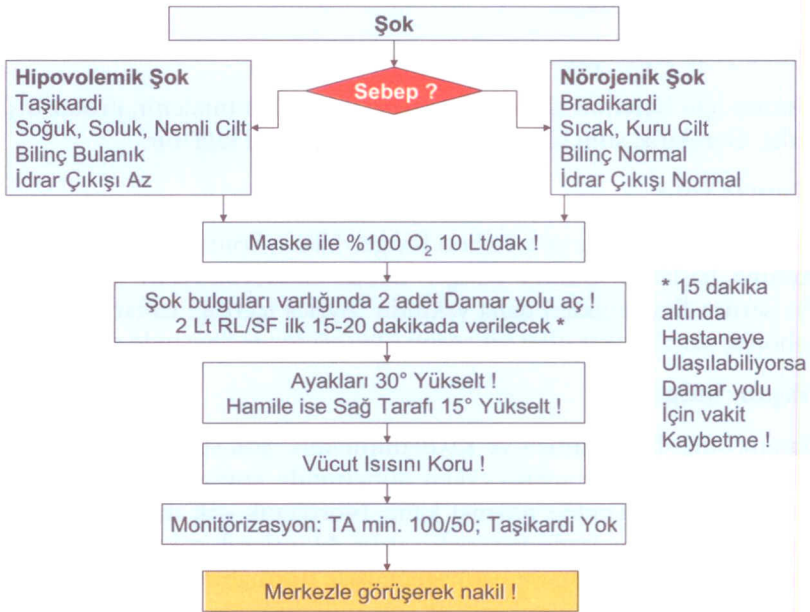 Şok
Sebep ?
Hipovolemik Şok
Taşikardi
Soğuk, Soluk, Nemli Cilt
Bilinç Bulanık
İdrar Çıkışı Az
Nörojenik Şok
Bradikardi
Sıcak, Kuru Cilt
Bilinç Normal
İdrar Çıkışı Normal
Maske ile %100 O₂ 10 Lt/dak !
Şok bulguları varlığında 2 adet Damar yolu aç !
2 Lt RL/SF ilk 15-20 dakikada verilecek *
* 15 dakika
altında
Hastaneye
Ulaşılabiliyorsa
Damar yolu
İçin vakit
Kaybetme !
Ayakları 30° Yükselt !
Hamile ise Sağ Tarafı 15° Yükselt !
Vücut Isısını Koru !
Monitörizasyon: TA min. 100/50; Taşikardi Yok
Merkezle görüşerek nakil !